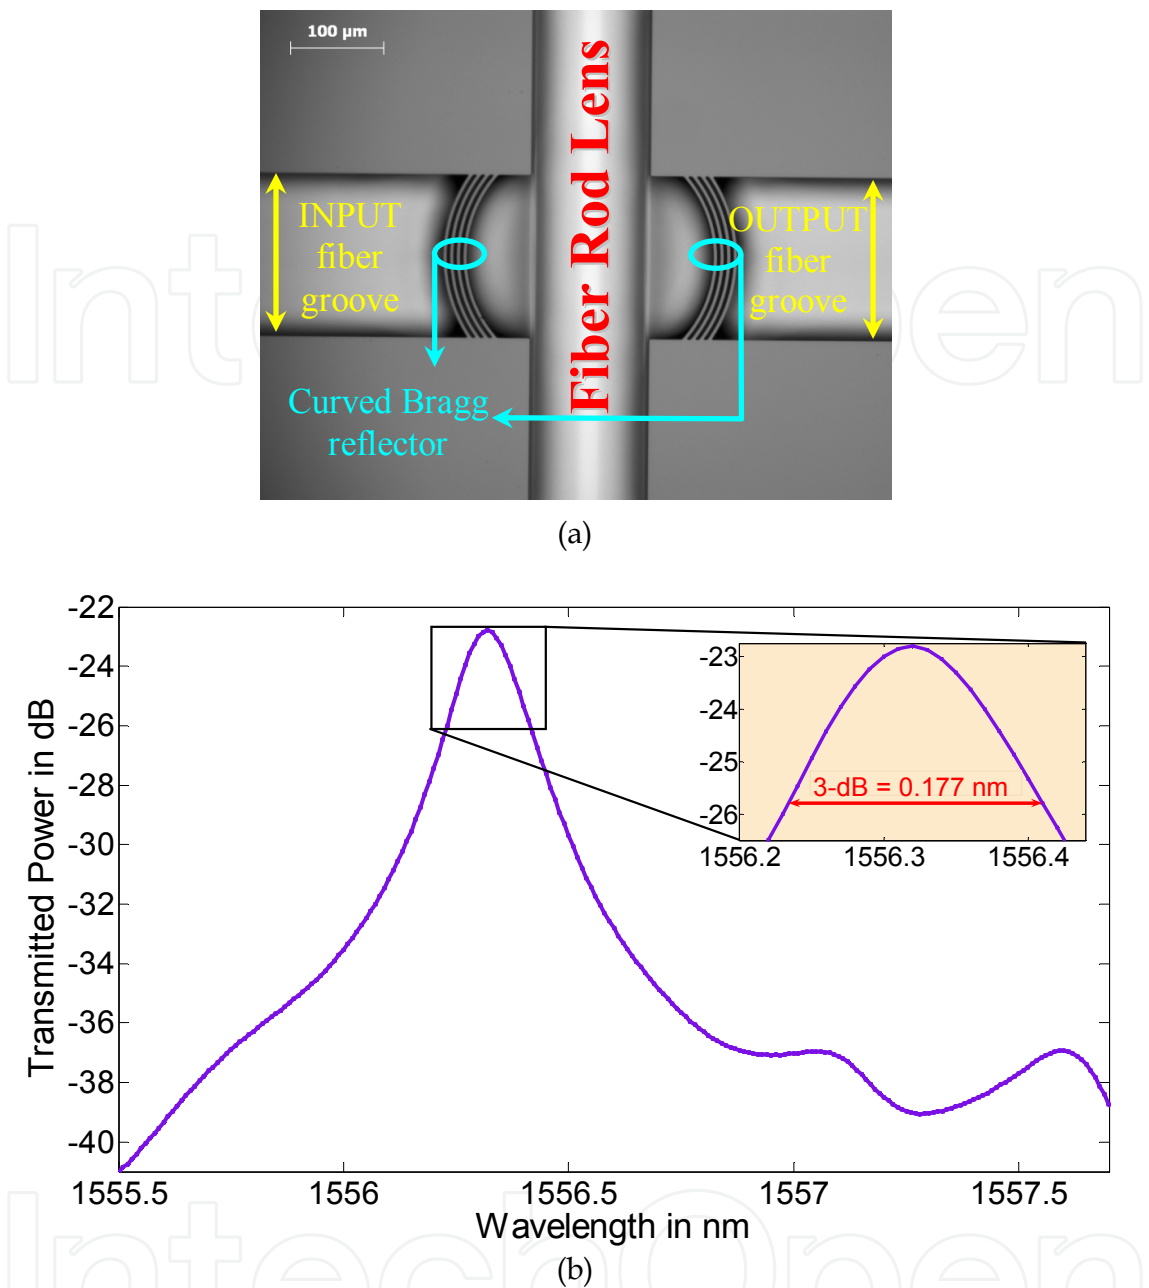 100 µm
Fiber Rod Lens
INPUT
fiber
groove
OUTPUT
fiber
groove
Curved Bragg
reflector
(a)
-22
-24
-26
-28
-30
-32
-34
-36
-38
-40
1555.5
1556
1556.5
1557
1557.5
Transmitted Power in dB
Wavelength in nm
-23
-24
-25
-26
1556.2
1556.3
1556.4
3-dB = 0.177 nm
(b)
IntechOpen
IntechOpen